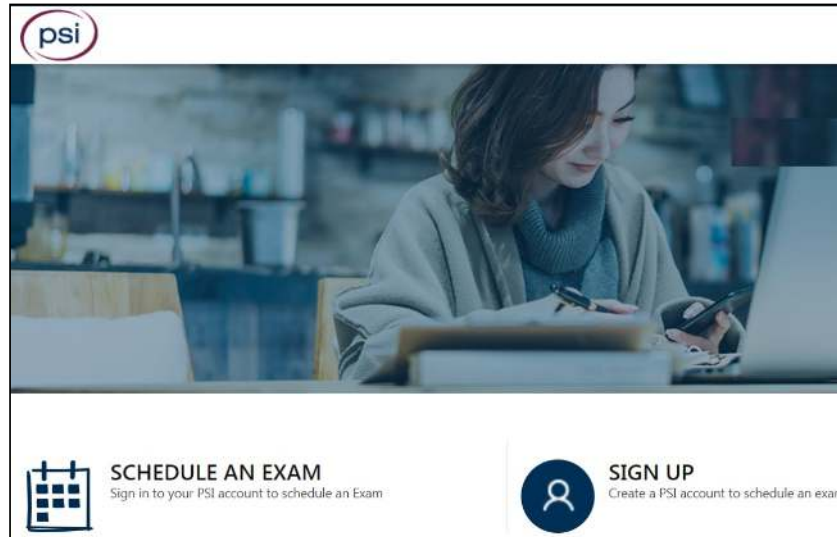 psi
SCHEDULE AN EXAM
Sign in to your PSI account to schedule an Exam
SIGN UP
Create a PSI account to schedule an exam